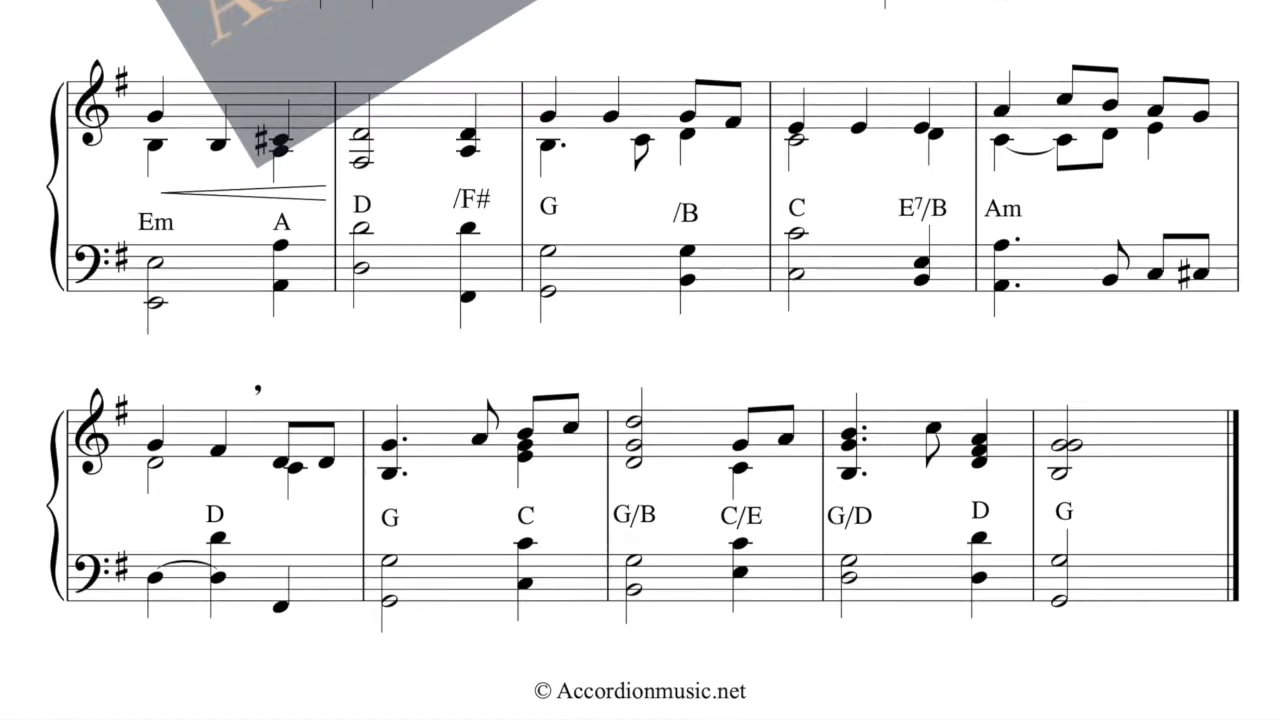 Em A D /F# G /B C E7/B Am
D G C G/B C/E G/D D G
© Accordionmusic.net